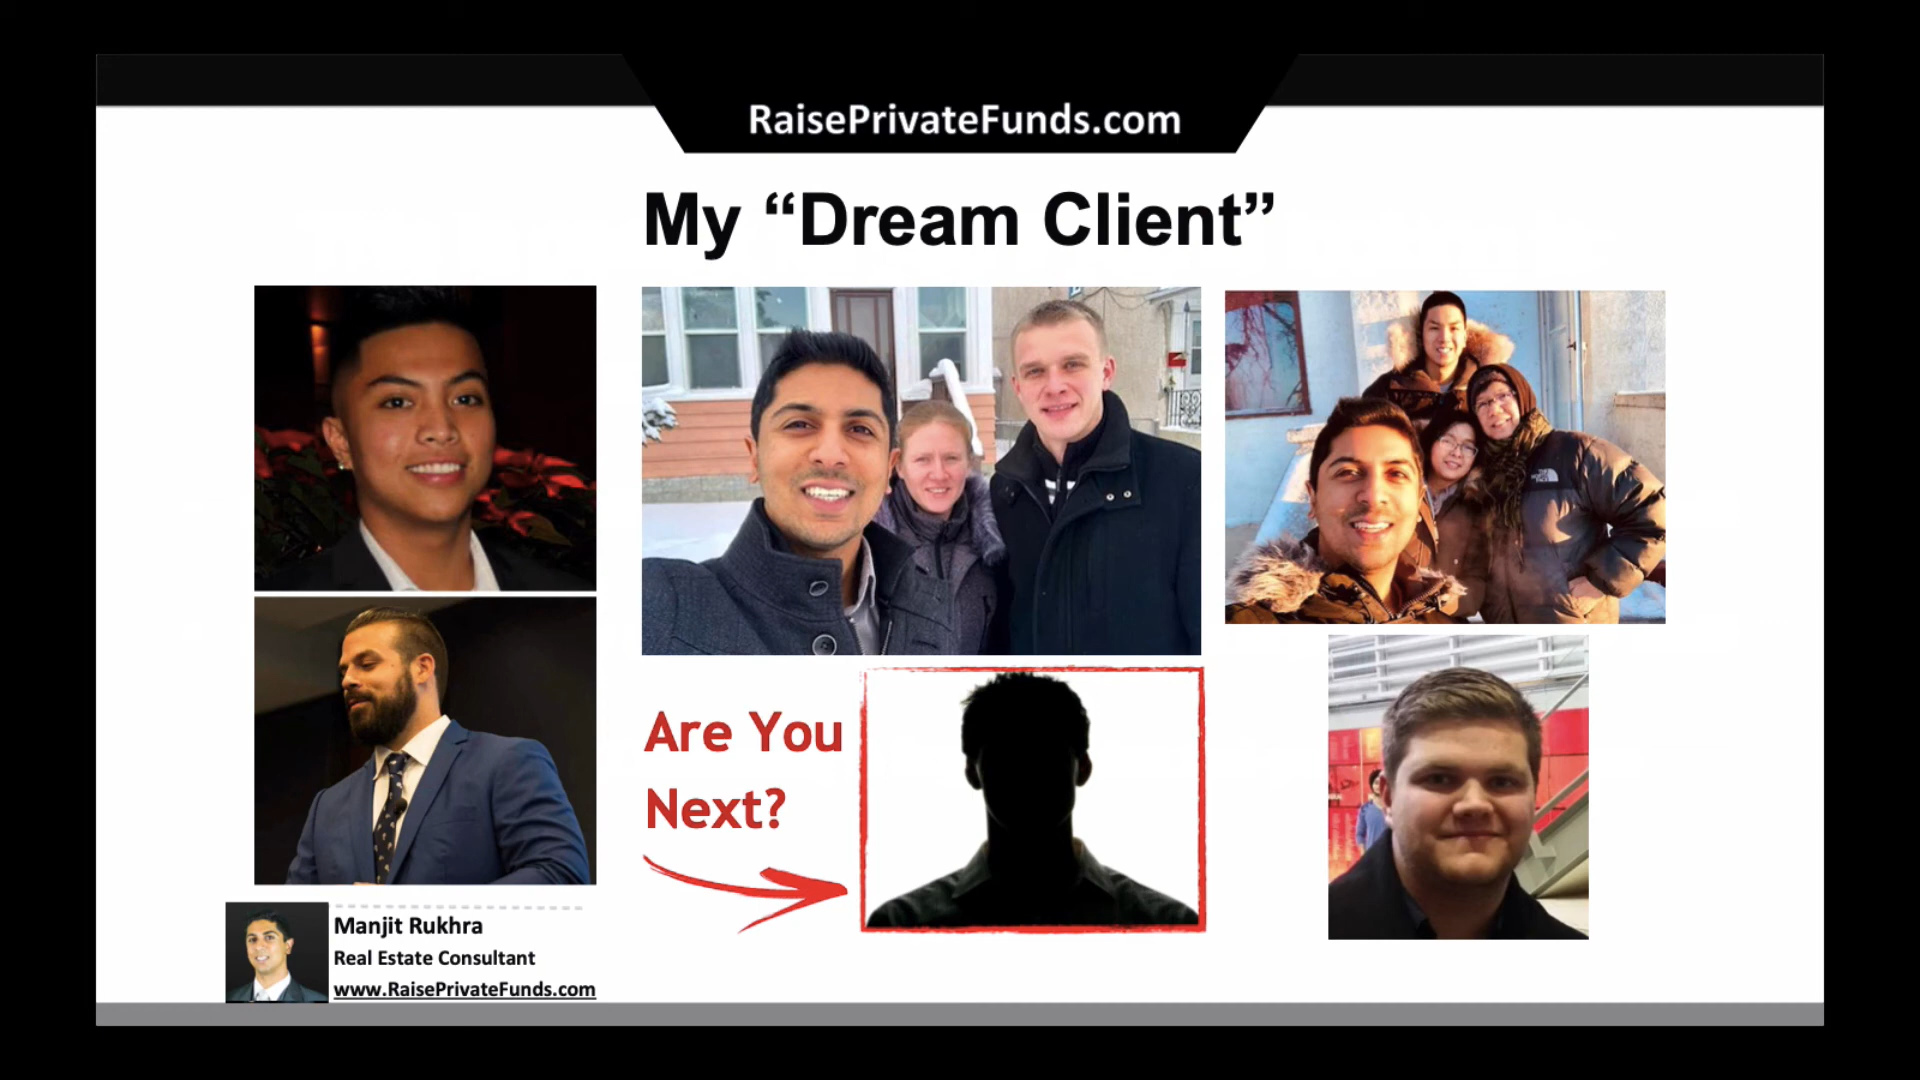 RaisePrivateFunds.com
My “Dream Client”
Are You
Next?
Manjit Rukhra
Real Estate Consultant
www.RaisePrivateFunds.com